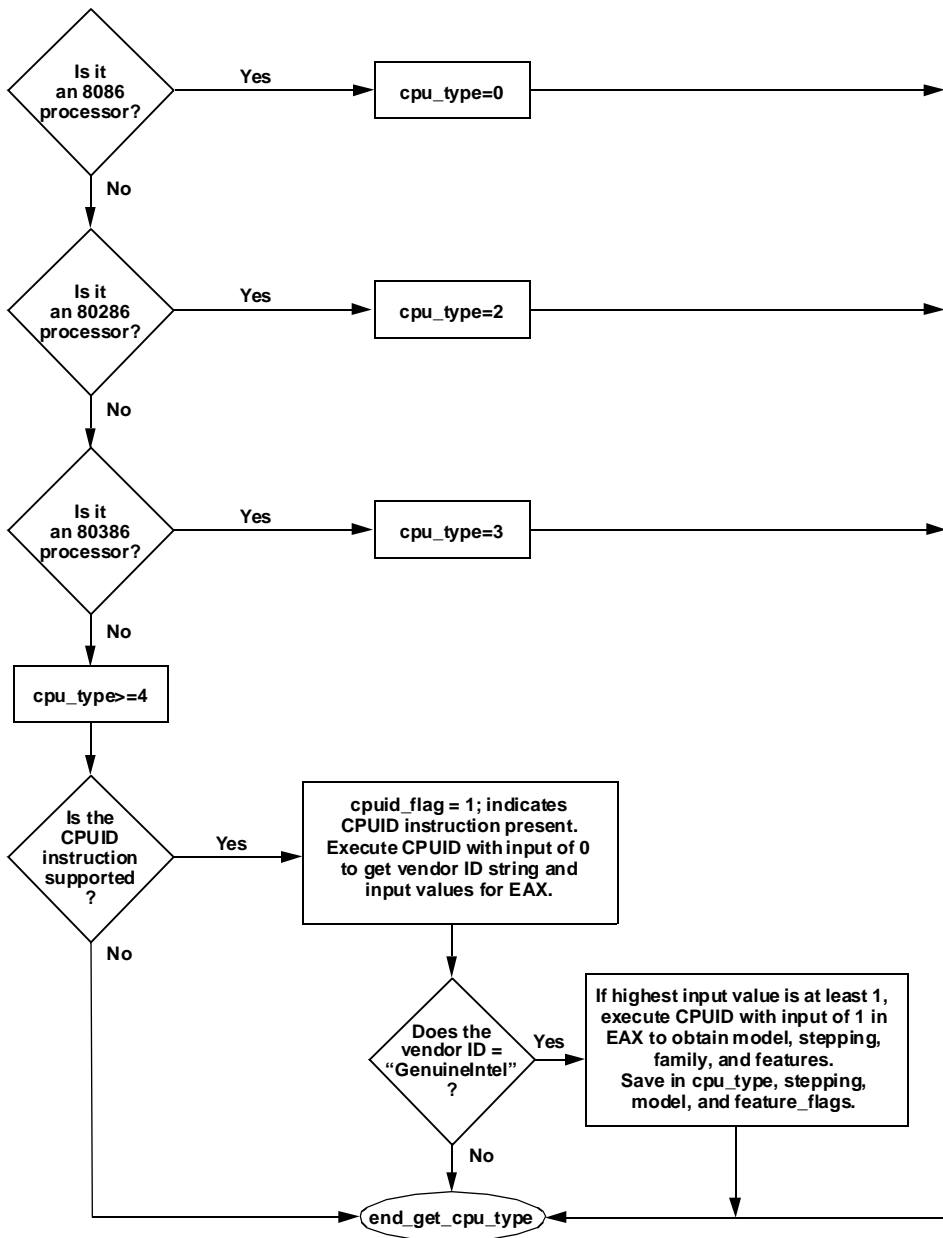 Is it
an 8086
processor?
Yes
cpu_type=0
No
Is it
an 80286
processor?
Yes
cpu_type=2
No
Is it
an 80386
processor?
Yes
cpu_type=3
No
cpu_type>=4
Is the
CPUID
instruction
supported
?
Yes
cpuid_flag = 1; indicates
CPUID instruction present.
Execute CPUID with input of 0
to get vendor ID string and
input values for EAX.
No
Does the
vendor ID =
“GenuineIntel”
?
Yes
If highest input value is at least 1,
execute CPUID with input of 1 in
EAX to obtain model, stepping,
family, and features.
Save in cpu_type, stepping,
model, and feature_flags.
No
end_get_cpu_type